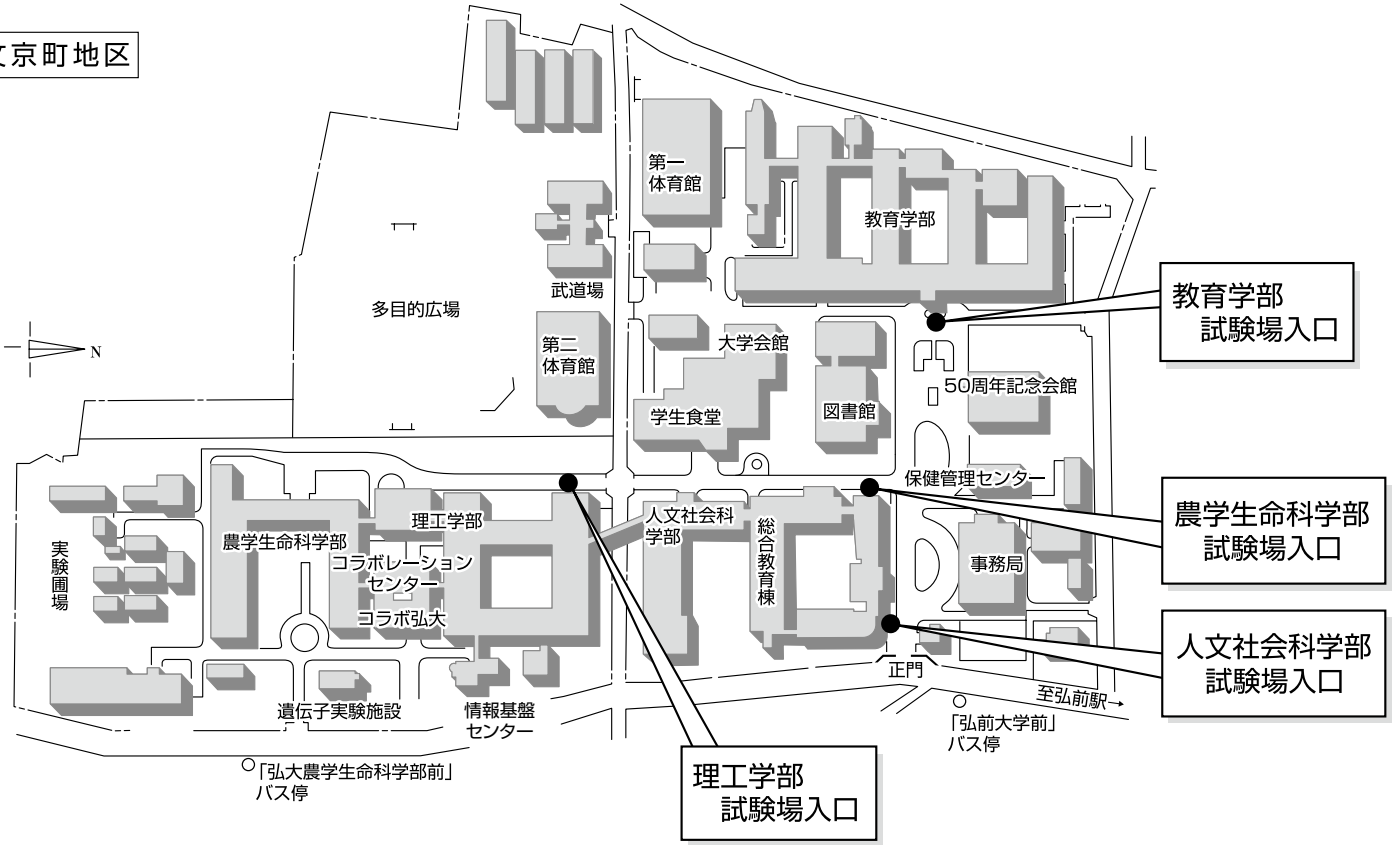 京町地区
第一
体育館
教育学部
武道場
多目的広場
N
教育学部
試験場入口
第二
体育館
大学会館
50周年記念会館
学生食堂
図書館
保健管理センター
農学生命科学部
試験場入口
実験圃場
農学生命科学部
理工学部
人文社会科
学部
総合教育棟
事務局
コラボレーション
センター
コラボ弘大
人文社会科学部
試験場入口
正門
至弘前駅→
「弘前大学前」
バス停
遺伝子実験施設
情報基盤
センター
「弘大農学生命科学部前」
バス停
理工学部
試験場入口